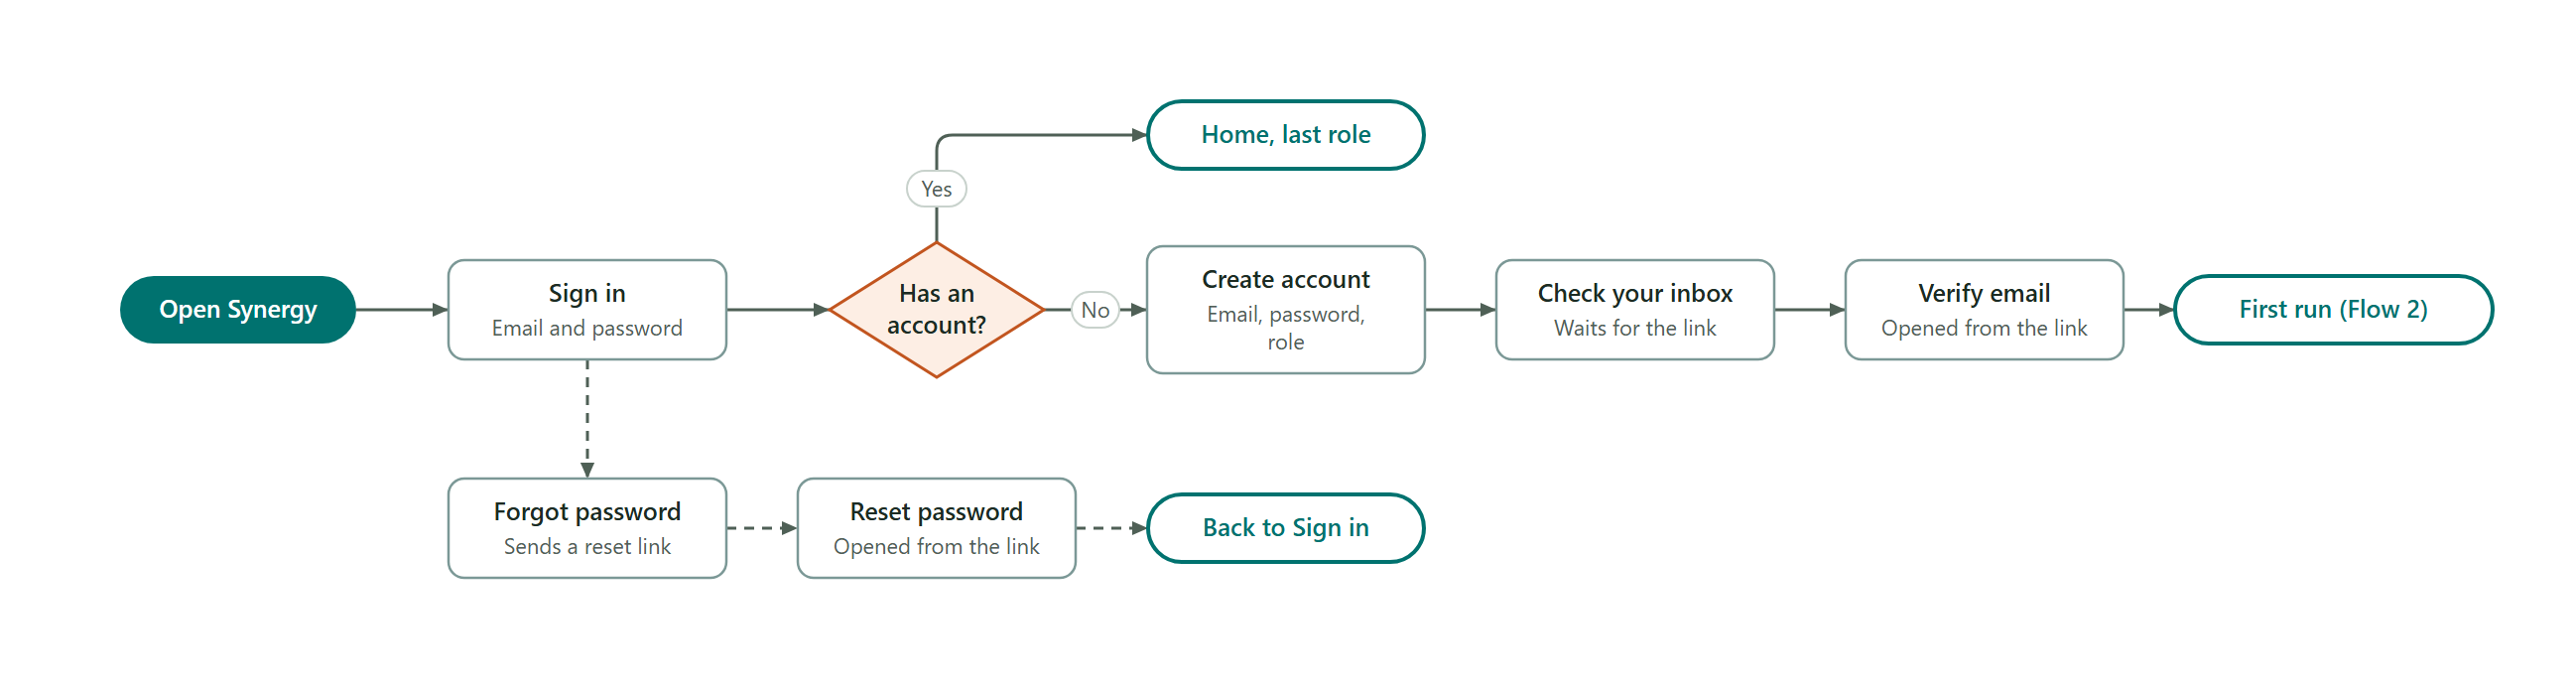 Home, last role
Yes
Open Synergy
Sign in
Email and password
Has an
account?
No
Create account
Email, password,
role
Check your inbox
Waits for the link
Verify email
Opened from the link
First run (Flow 2)
Forgot password
Sends a reset link
Reset password
Opened from the link
Back to Sign in